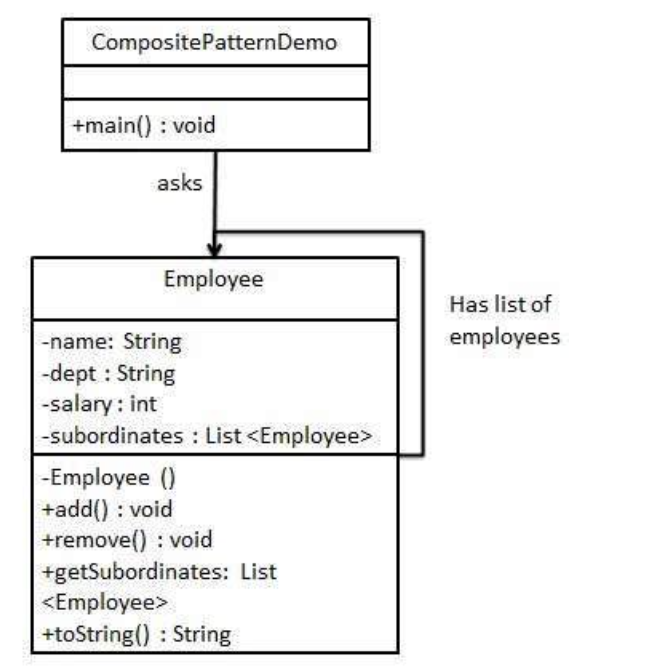 CompositePatternDemo
+main() : void
asks
Employee
Has list of
employees
-name: String
-dept : String
-salary : int
-subordinates : List <Employee>
-Employee ()
+add() : void
+remove() : void
+getSubordinates: List
<Employee>
+toString() : String